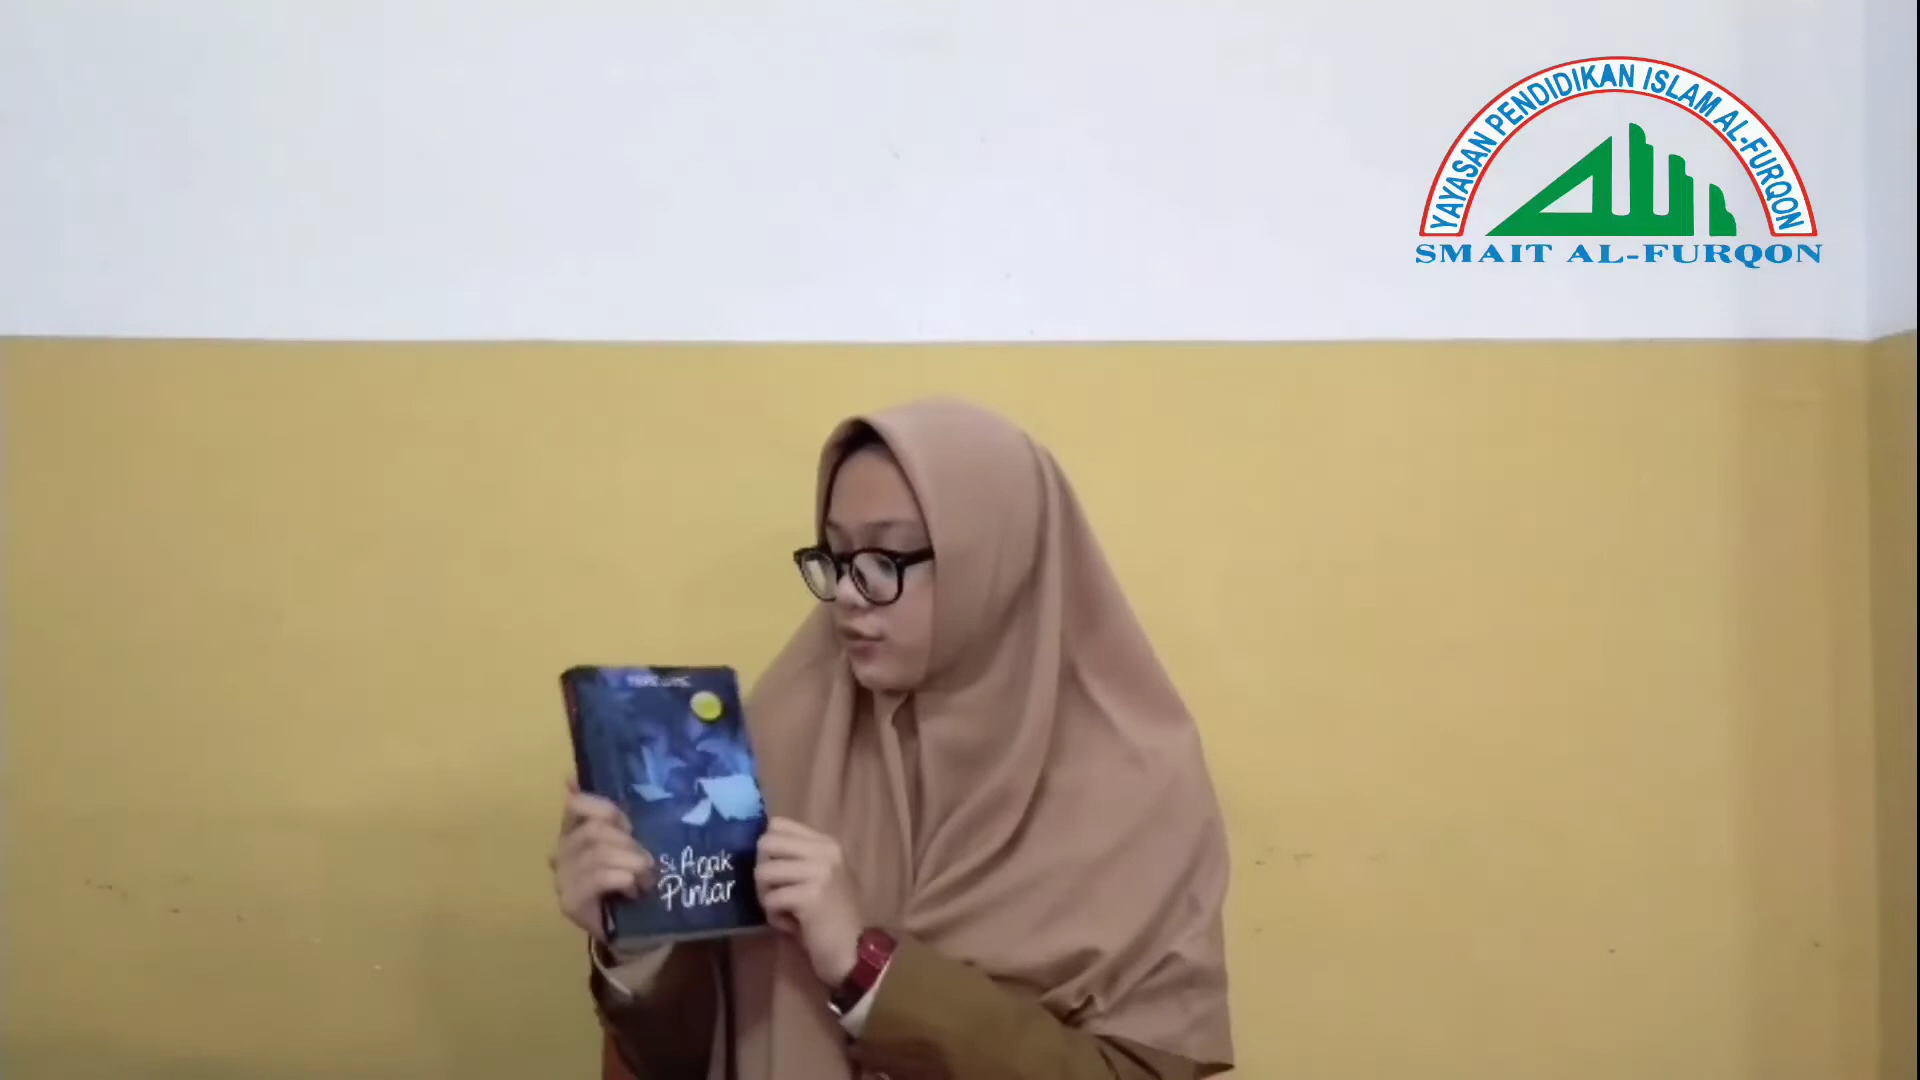 YAYASAN PENDIDIKAN ISLAM AL-FURQON
SMAIT AL-FURQON
Si Anak
Pintar